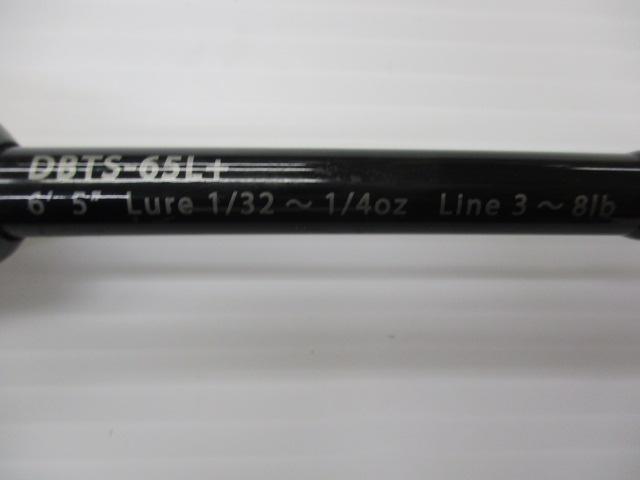 DBTS-65L+
6' 5" Lure 1/32 ～ 1/4oz Line 3 ～ 8lb